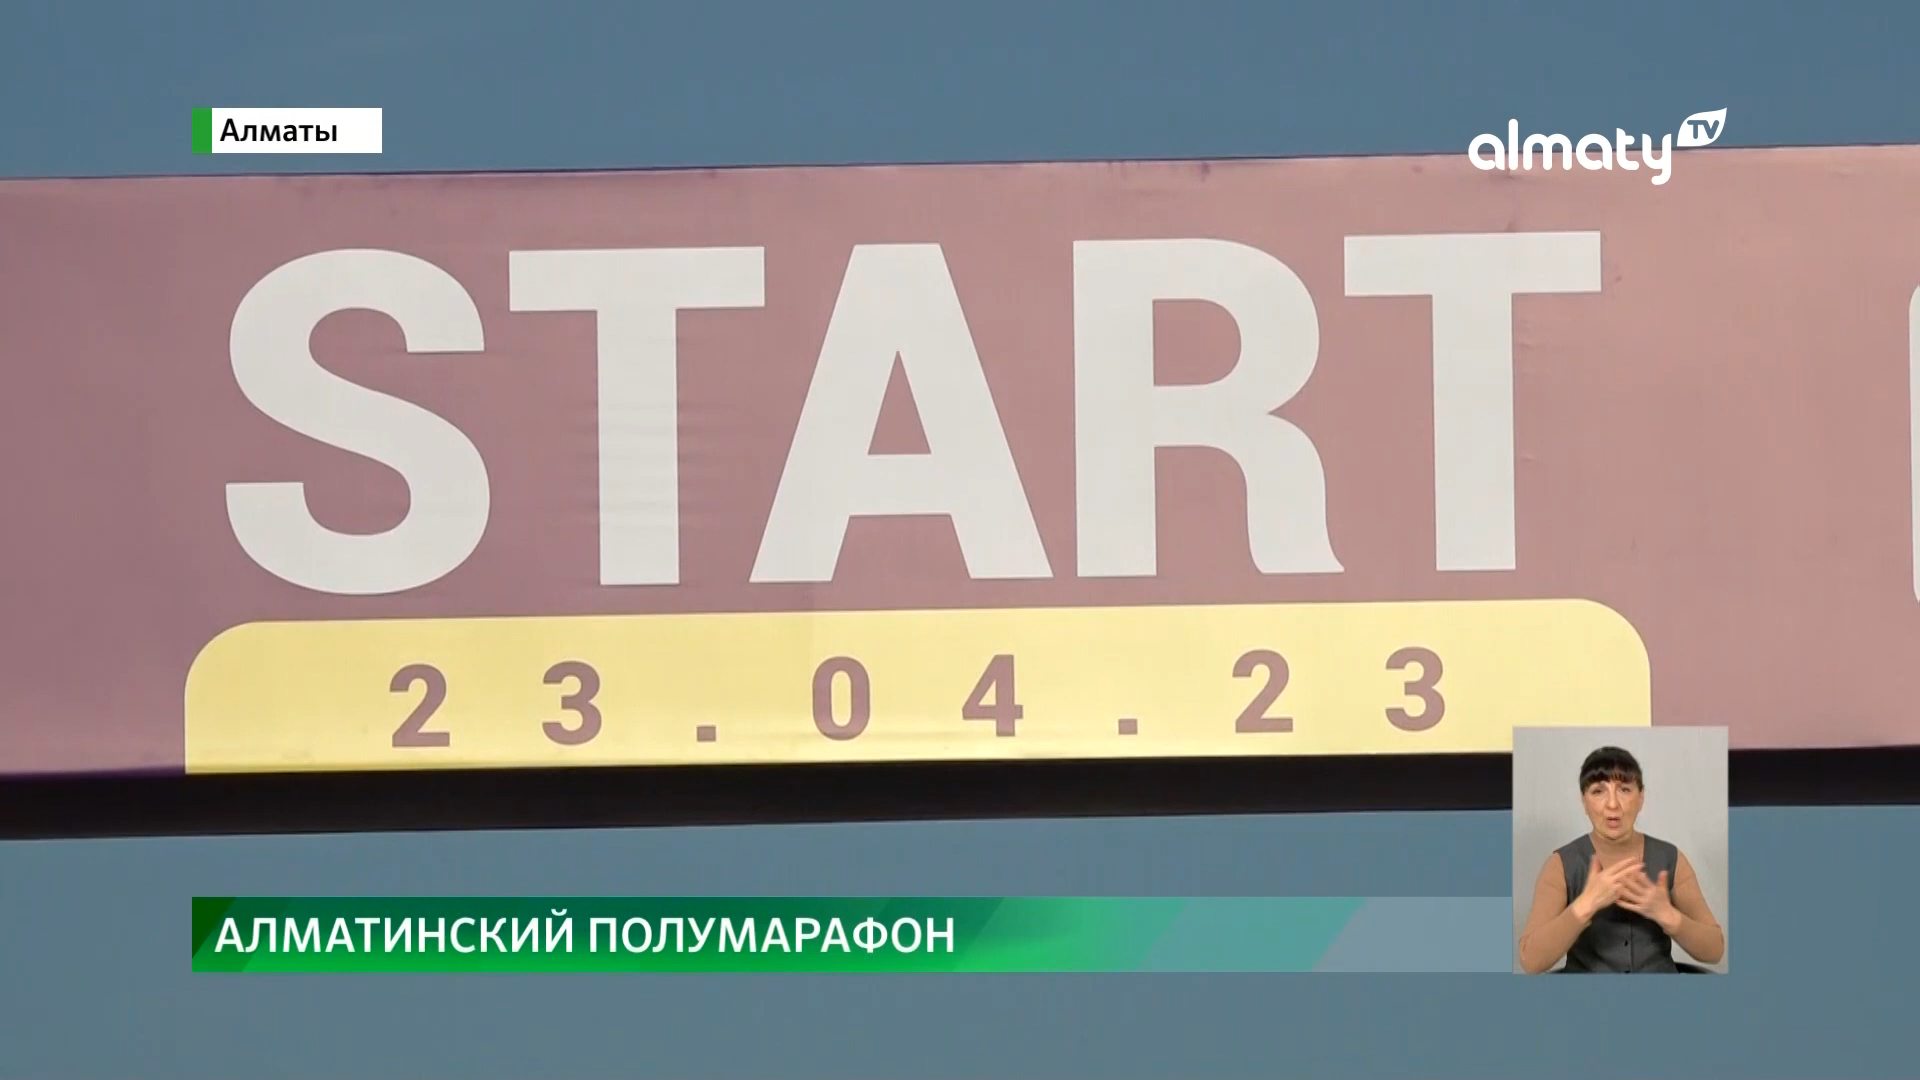 Алматы
almaty TV
START
23.04.23
АЛМАТИНСКИЙ ПОЛУМАРАФОН